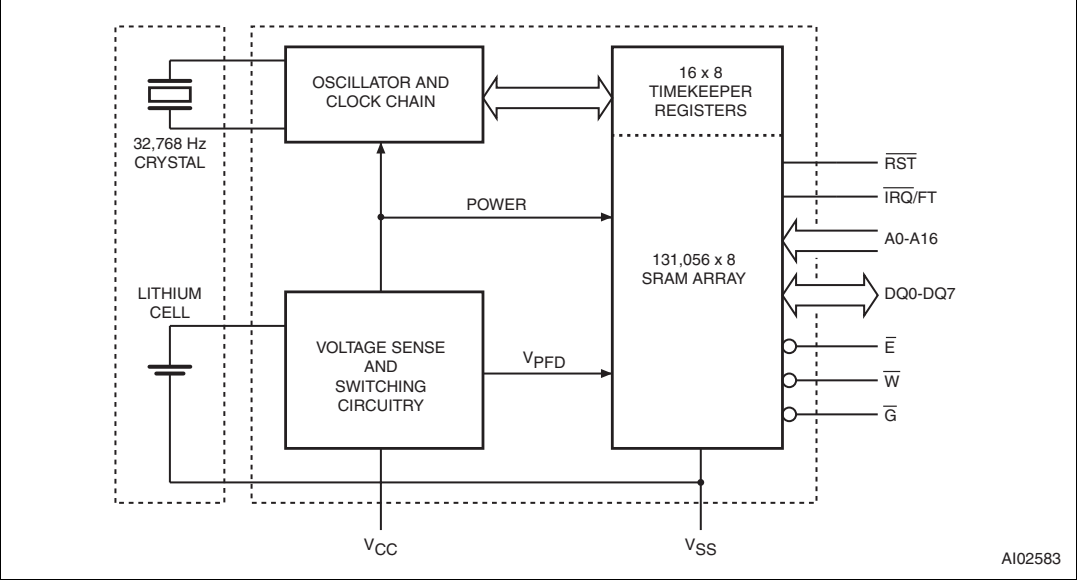 OSCILLATOR AND
CLOCK CHAIN
16 x 8
TIMEKEEPER
REGISTERS
32,768 Hz
CRYSTAL
RST
IRQ/FT
POWER
A0-A16
131,056 x 8
SRAM ARRAY
LITHIUM
CELL
DQ0-DQ7
VOLTAGE SENSE
AND
SWITCHING
CIRCUITRY
VPFD
E
W
G
VCC
VSS
AI02583